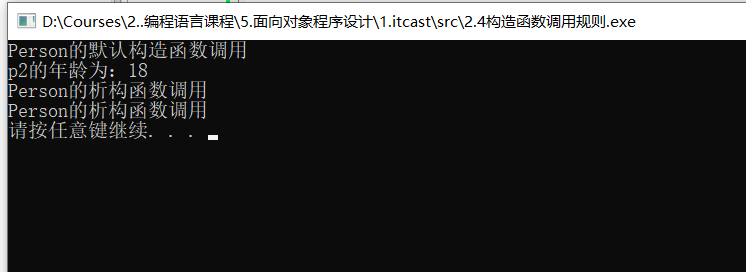 D:\Courses\2..编程语言课程\5.面向对象程序设计\1.itcast\src\2.4构造函数调用规则.exe
Person的默认构造函数调用
p2的年龄为：18
Person的析构函数调用
Person的析构函数调用
请按任意键继续. . .